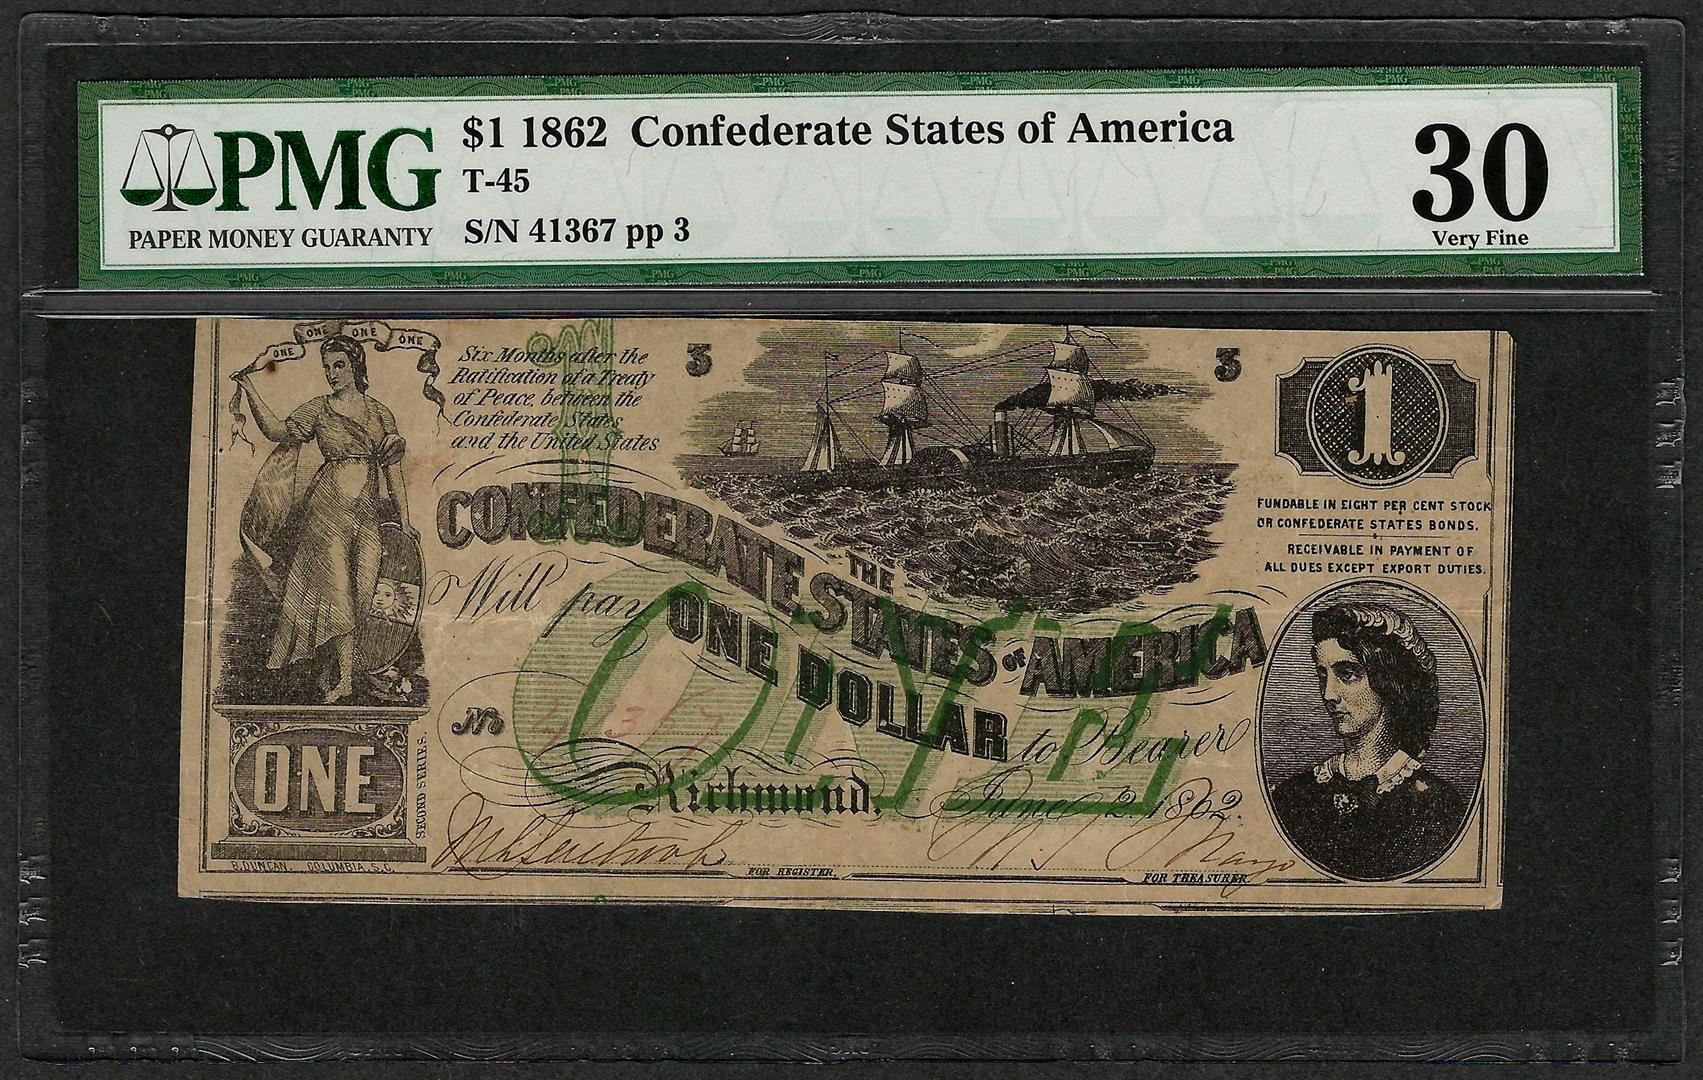 PMG
PAPER MONEY GUARANTY
$1 1862 Confederate States of America
T-45
S/N 41367 pp 3
30
Very Fine
ONE ONE ONE ONE
Six Months after the
Ratification of a Treaty
of Peace, between the
Confederate States
and the United States
3
3
1
1
FUNDABLE IN EIGHT PER CENT STOCK
OR CONFEDERATE STATES BONDS.
RECEIVABLE IN PAYMENT OF
ALL DUES EXCEPT EXPORT DUTIES.
THE
CONFEDERATE STATES OF AMERICA
Will pay ONE DOLLAR to Bearer
ONE
No 41367
Richmond, June 2. 1862.
ONE
SECOND SERIES.
B. DUNCAN. COLUMBIA, S.C.
FOR REGISTER.
FOR TREASURER.